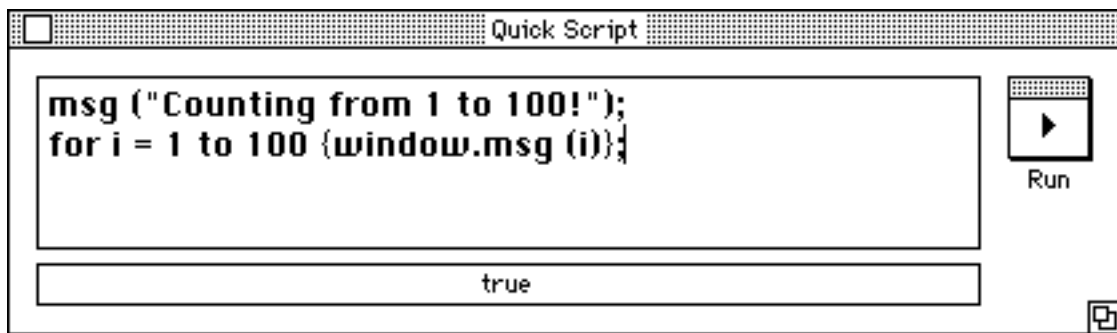 Quick Script
msg ("Counting from 1 to 100!");
for i = 1 to 100 {window.msg (i)};
Run
true